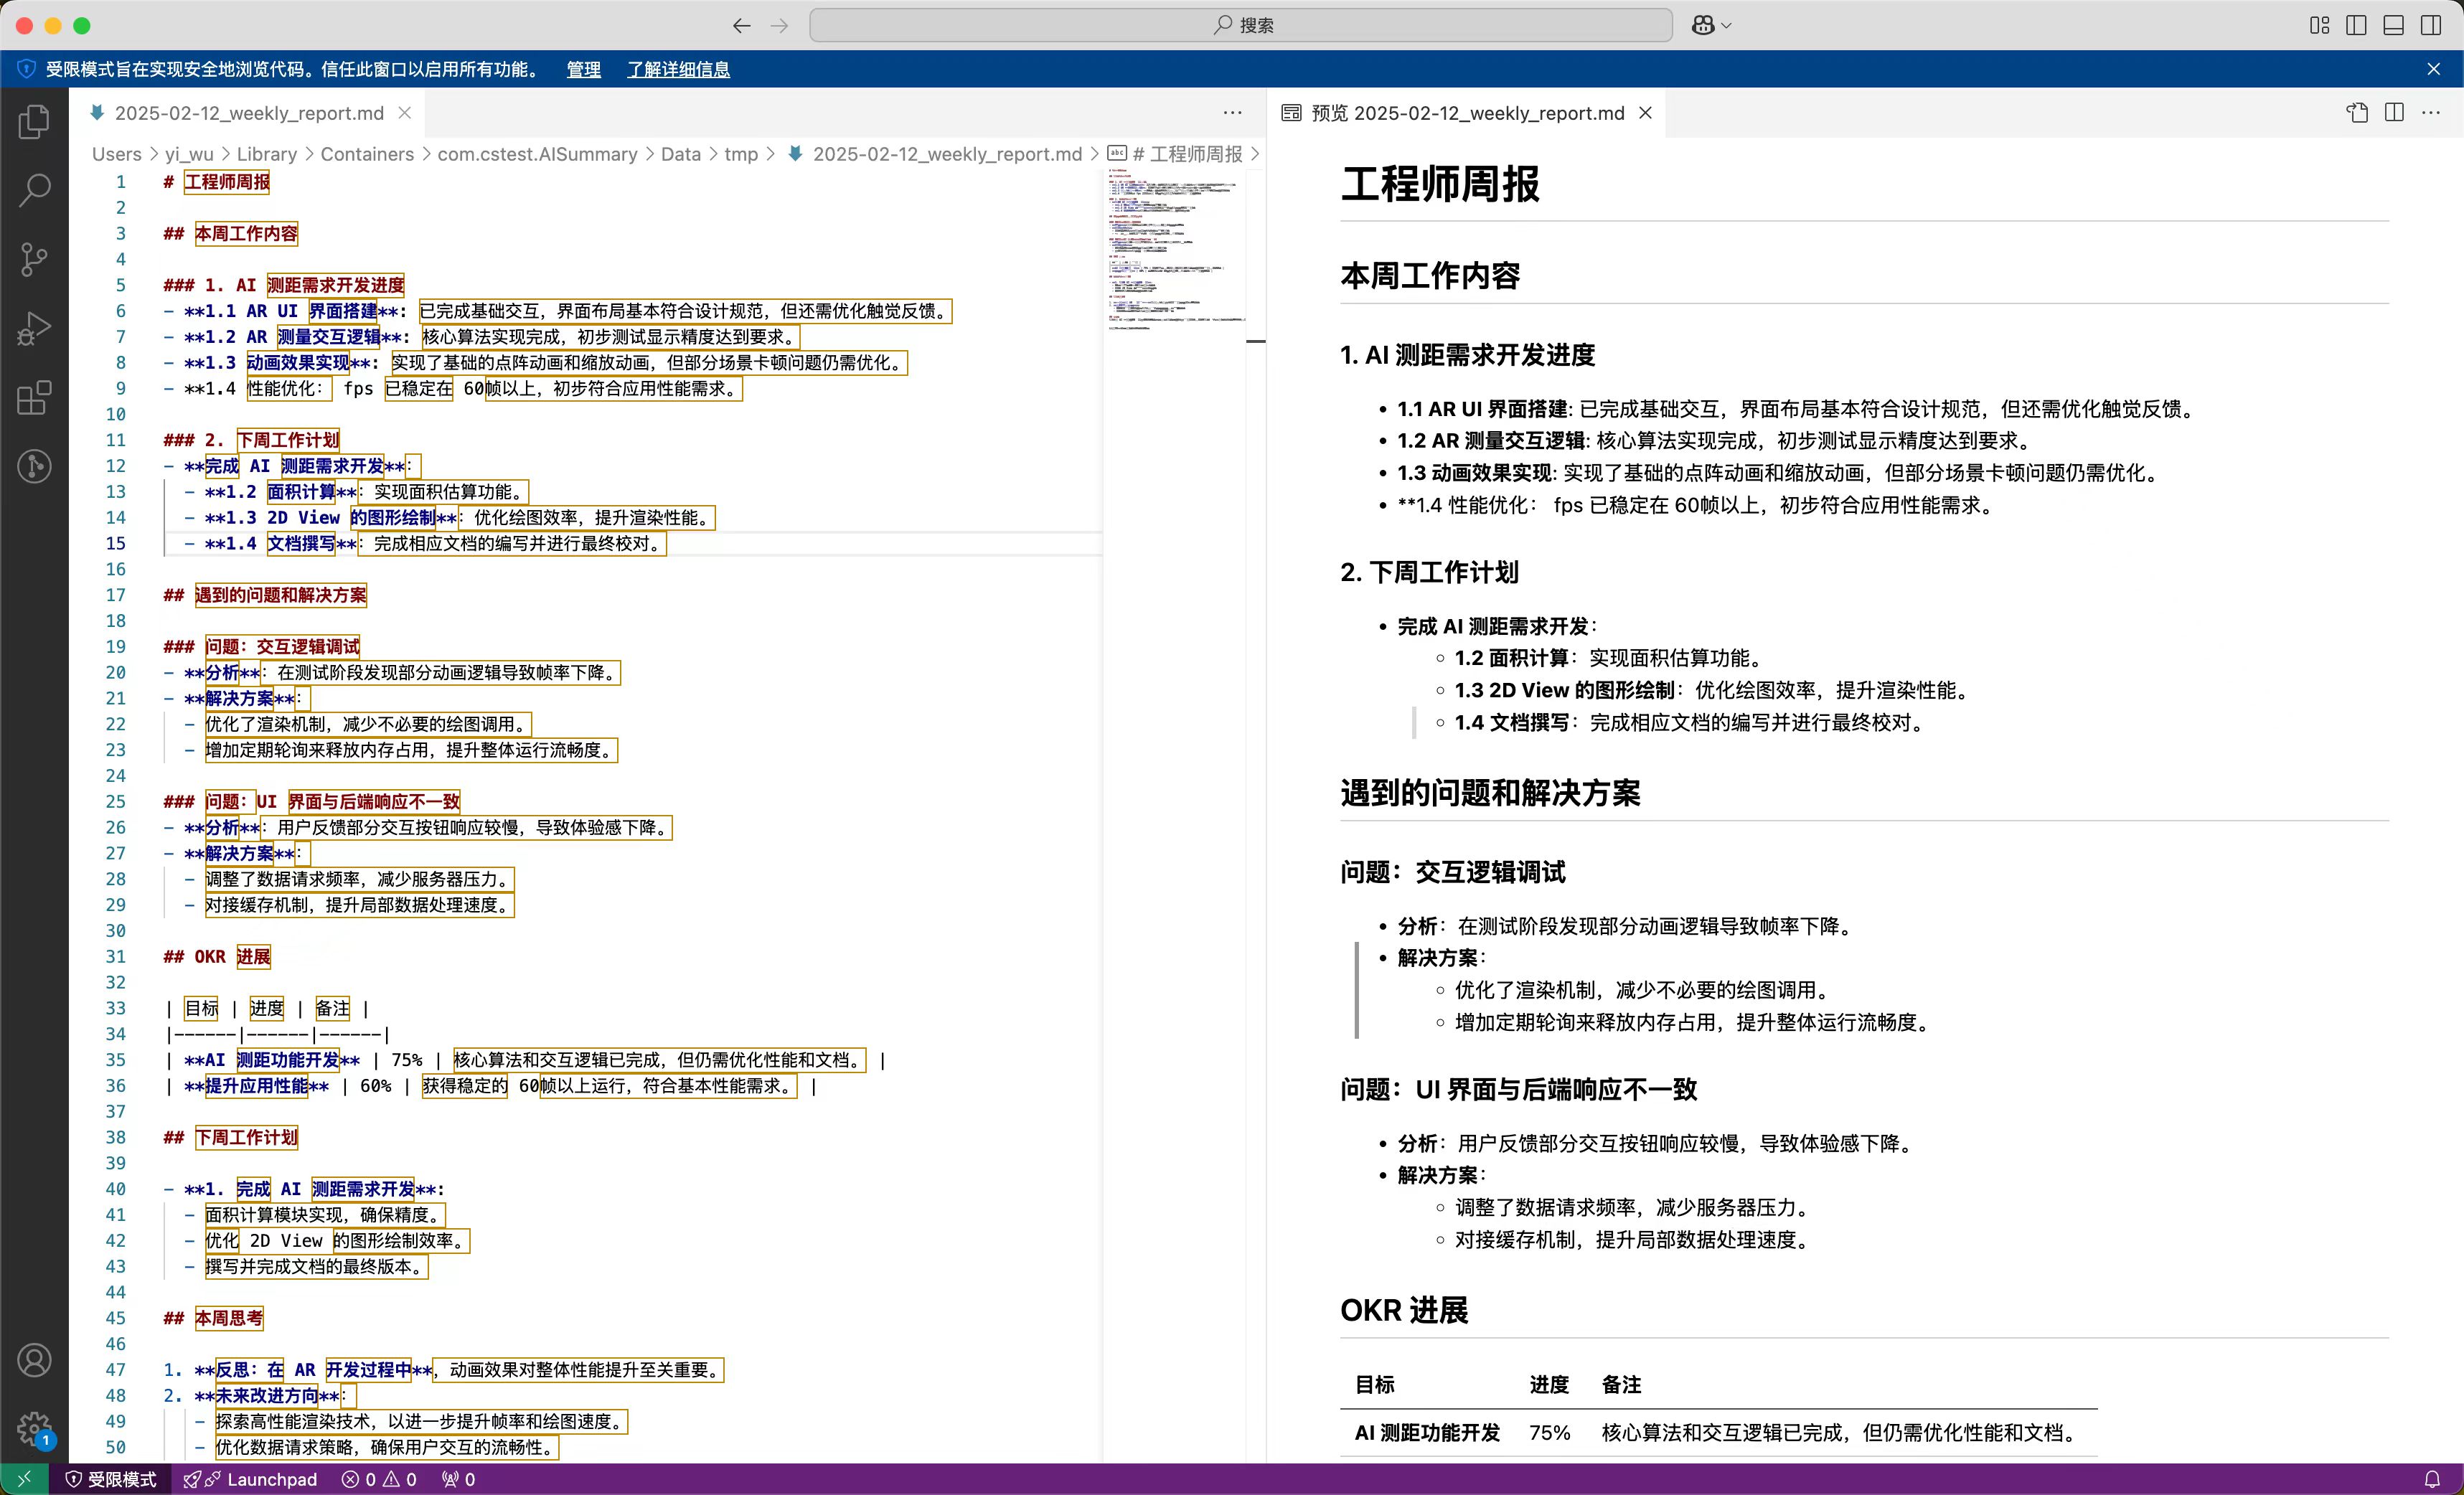 搜索
受限模式旨在实现安全地浏览代码。信任此窗口以启用所有功能。 管理 了解详细信息
2025-02-12_weekly_report.md
Users > yi_wu > Library > Containers > com.cstest.AISummary > Data > tmp > 2025-02-12_weekly_report.md > # 工程师周报 >
1 # 工程师周报
2
3 ## 本周工作内容
4
5 ### 1. AI 测距需求开发进度
6 - **1.1 AR UI 界面搭建**: 已完成基础交互，界面布局基本符合设计规范，但还需优化触觉反馈。
7 - **1.2 AR 测量交互逻辑**: 核心算法实现完成，初步测试显示精度达到要求。
8 - **1.3 动画效果实现**: 实现了基础的点阵动画和缩放动画，但部分场景卡顿问题仍需优化。
9 - **1.4 性能优化： fps 已稳定在 60帧以上，初步符合应用性能需求。
10
11 ### 2. 下周工作计划
12 - **完成 AI 测距需求开发**：
13 - **1.2 面积计算**：实现面积估算功能。
14 - **1.3 2D View 的图形绘制**：优化绘图效率，提升渲染性能。
15 - **1.4 文档撰写**：完成相应文档的编写并进行最终校对。
16
17 ## 遇到的问题和解决方案
18
19 ### 问题：交互逻辑调试
20 - **分析**：在测试阶段发现部分动画逻辑导致帧率下降。
21 - **解决方案**：
22 - 优化了渲染机制，减少不必要的绘图调用。
23 - 增加定期轮询来释放内存占用，提升整体运行流畅度。
24
25 ### 问题：UI 界面与后端响应不一致
26 - **分析**：用户反馈部分交互按钮响应较慢，导致体验感下降。
27 - **解决方案**：
28 - 调整了数据请求频率，减少服务器压力。
29 - 对接缓存机制，提升局部数据处理速度。
30
31 ## OKR 进展
32
33 | 目标 | 进度 | 备注 |
34 |------|------|------|
35 | **AI 测距功能开发** | 75% | 核心算法和交互逻辑已完成，但仍需优化性能和文档。 |
36 | **提升应用性能** | 60% | 获得稳定的 60帧以上运行，符合基本性能需求。 |
37
38 ## 下周工作计划
39
40 - **1. 完成 AI 测距需求开发**:
41 - 面积计算模块实现，确保精度。
42 - 优化 2D View 的图形绘制效率。
43 - 撰写并完成文档的最终版本。
44
45 ## 本周思考
46
47 1. **反思：在 AR 开发过程中**，动画效果对整体性能提升至关重要。
48 2. **未来改进方向**：
49 - 探索高性能渲染技术，以进一步提升帧率和绘图速度。
50 - 优化数据请求策略，确保用户交互的流畅性。
预览 2025-02-12_weekly_report.md
工程师周报
本周工作内容
1. AI 测距需求开发进度
• 1.1 AR UI 界面搭建: 已完成基础交互，界面布局基本符合设计规范，但还需优化触觉反馈。
• 1.2 AR 测量交互逻辑: 核心算法实现完成，初步测试显示精度达到要求。
• 1.3 动画效果实现: 实现了基础的点阵动画和缩放动画，但部分场景卡顿问题仍需优化。
• **1.4 性能优化： fps 已稳定在 60帧以上，初步符合应用性能需求。
2. 下周工作计划
• 完成 AI 测距需求开发：
◦ 1.2 面积计算：实现面积估算功能。
◦ 1.3 2D View 的图形绘制：优化绘图效率，提升渲染性能。
◦ 1.4 文档撰写：完成相应文档的编写并进行最终校对。
遇到的问题和解决方案
问题：交互逻辑调试
• 分析：在测试阶段发现部分动画逻辑导致帧率下降。
• 解决方案：
◦ 优化了渲染机制，减少不必要的绘图调用。
◦ 增加定期轮询来释放内存占用，提升整体运行流畅度。
问题：UI 界面与后端响应不一致
• 分析：用户反馈部分交互按钮响应较慢，导致体验感下降。
• 解决方案：
◦ 调整了数据请求频率，减少服务器压力。
◦ 对接缓存机制，提升局部数据处理速度。
OKR 进展
目标 进度 备注
AI 测距功能开发 75% 核心算法和交互逻辑已完成，但仍需优化性能和文档。
1
受限模式 Launchpad 0 0 0